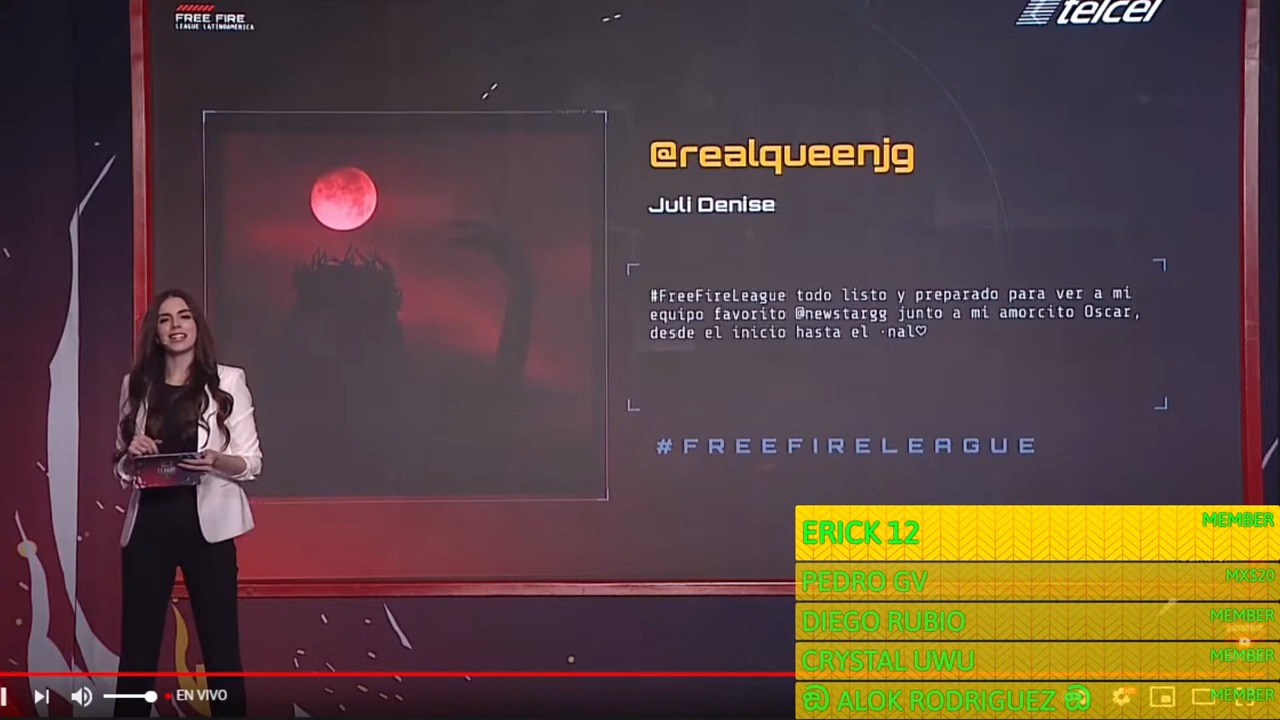 FREE FIRE
LEAGUE LATINOAMERICA
telcel
@realqueenjg
Juli Denise
#FreeFireLeague todo listo y preparado para ver a mi
equipo favorito @newstargg junto a mi amorcito Oscar,
desde el inicio hasta el ·nal♡
#FREEFIRELEAGUE
ERICK 12 MEMBER
PEDRO GV MX$20
DIEGO RUBIO MEMBER
CRYSTAL UWU MEMBER
ALOK RODRIGUEZ MEMBER
EN VIVO